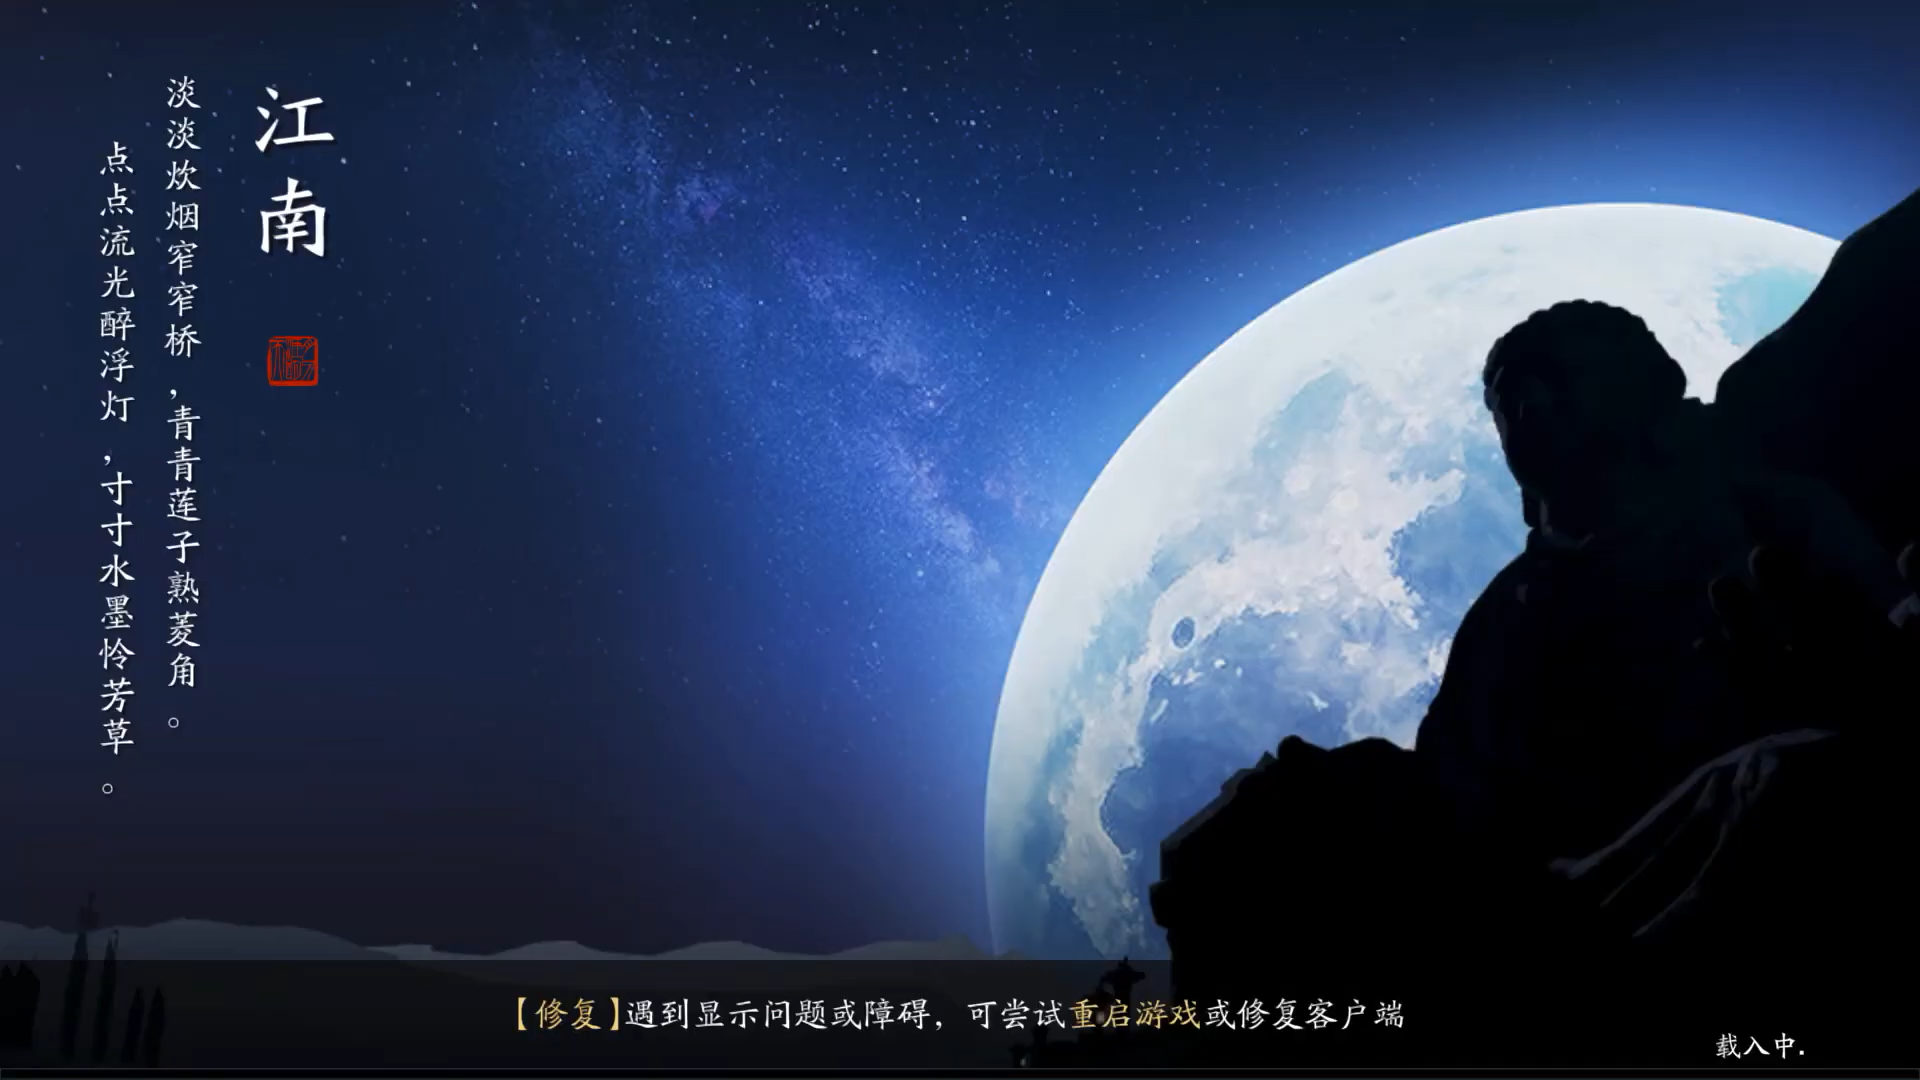 江南
淡淡炊烟窄窄桥，青青莲子熟菱角。
点点流光醉浮灯，寸寸水墨怜芳草。
【修复】遇到显示问题或障碍，可尝试重启游戏或修复客户端
载入中.